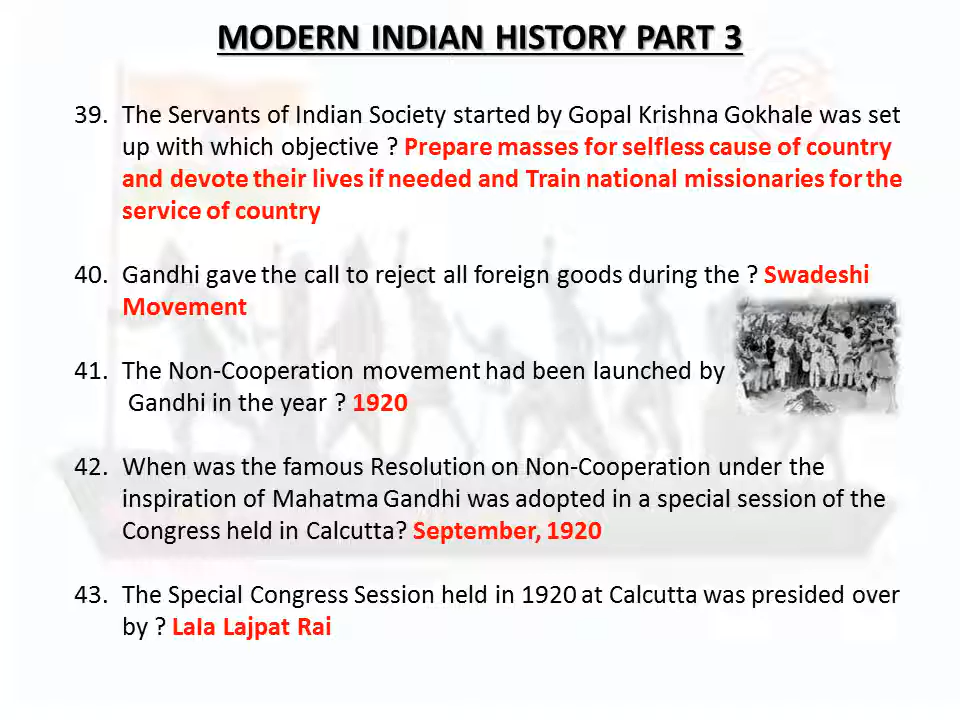 MODERN INDIAN HISTORY PART 3
39. The Servants of Indian Society started by Gopal Krishna Gokhale was set
up with which objective ? Prepare masses for selfless cause of country
and devote their lives if needed and Train national missionaries for the
service of country
40. Gandhi gave the call to reject all foreign goods during the ? Swadeshi
Movement
41. The Non-Cooperation movement had been launched by
Gandhi in the year ? 1920
42. When was the famous Resolution on Non-Cooperation under the
inspiration of Mahatma Gandhi was adopted in a special session of the
Congress held in Calcutta? September, 1920
43. The Special Congress Session held in 1920 at Calcutta was presided over
by ? Lala Lajpat Rai